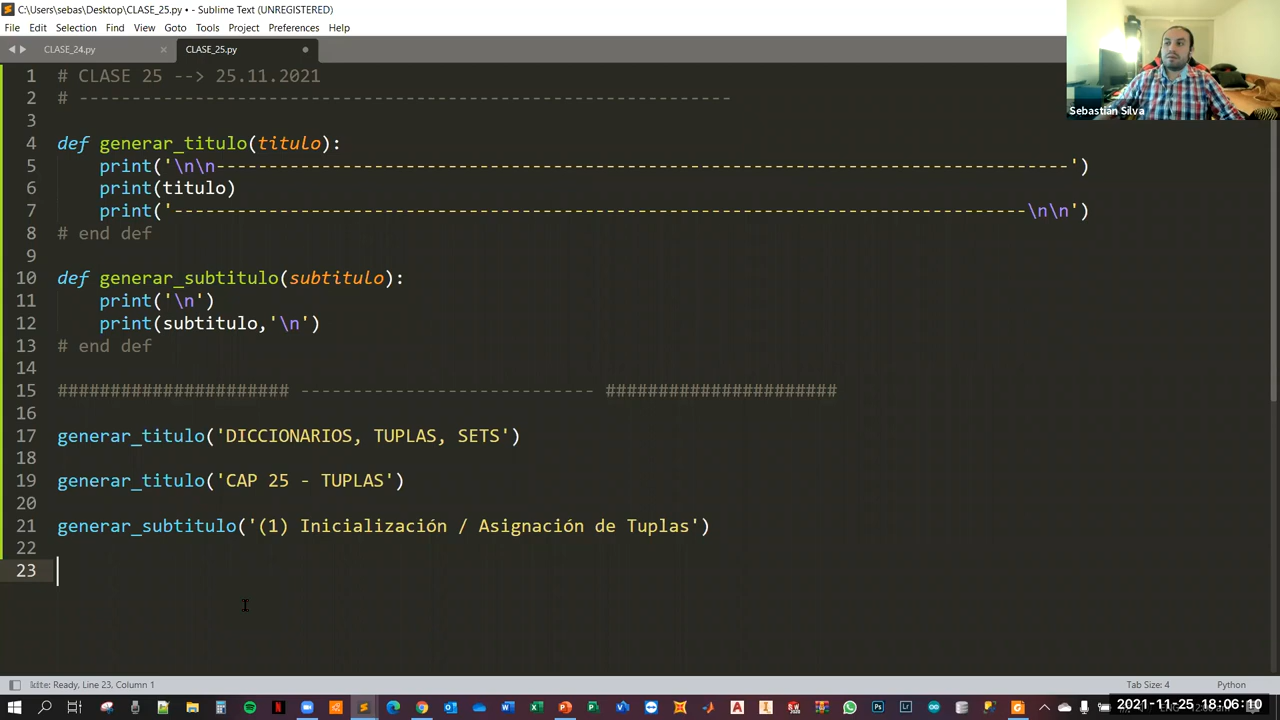 C:\Users\sebas\Desktop\CLASE_25.py • - Sublime Text (UNREGISTERED)
File Edit Selection Find View Goto Tools Project Preferences Help
CLASE_24.py
CLASE_25.py
1 # CLASE 25 --> 25.11.2021
2 # --------------------------------------------------------------
3
4 def generar_titulo(titulo):
5 print('\n\n---------------------------------------------------------------------------------')
6 print(titulo)
7 print('---------------------------------------------------------------------------------\n\n')
8 # end def
9
10 def generar_subtitulo(subtitulo):
11 print('\n')
12 print(subtitulo,'\n')
13 # end def
14
15 ###################### ---------------------------- ######################
16
17 generar_titulo('DICCIONARIOS, TUPLAS, SETS')
18
19 generar_titulo('CAP 25 - TUPLAS')
20
21 generar_subtitulo('(1) Inicialización / Asignación de Tuplas')
22
23
Sebastián Silva
Ready, Line 23, Column 1
Tab Size: 4
Python
2021-11-25 18:06:10